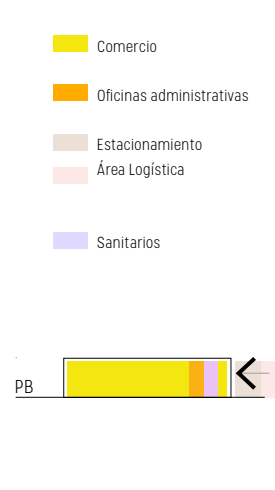 Comercio
Oficinas administrativas
Estacionamiento
Área Logística
Sanitarios
PB